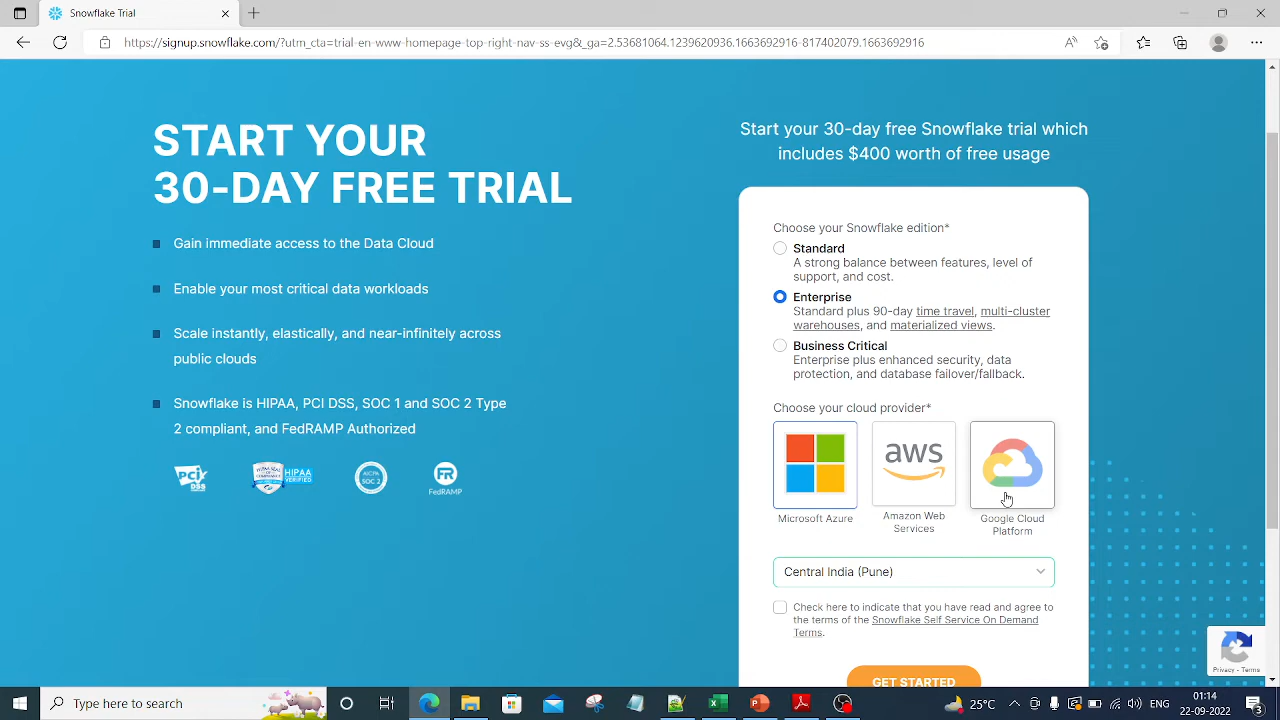 Snowflake Trial
https://signup.snowflake.com/?utm_cta=trial-en-www-homepage-top-right-nav-ss-evg&_ga=2.53681064.1239620936.1663692916-817402079.1663692916
START YOUR
30-DAY FREE TRIAL
Gain immediate access to the Data Cloud
Enable your most critical data workloads
Scale instantly, elastically, and near-infinitely across
public clouds
Snowflake is HIPAA, PCI DSS, SOC 1 and SOC 2 Type
2 compliant, and FedRAMP Authorized
PCI
DSS
HIPAA
VERIFIED
AICPA
SOC 2
FR
FedRAMP
Start your 30-day free Snowflake trial which
includes $400 worth of free usage
Choose your Snowflake edition*
Standard
A strong balance between features, level of
support, and cost.
Enterprise
Standard plus 90-day time travel, multi-cluster
warehouses, and materialized views.
Business Critical
Enterprise plus enhanced security, data
protection, and database failover/fallback.
Choose your cloud provider*
aws
Microsoft Azure
Amazon Web
Services
Google Cloud
Platform
Central India (Pune)
Check here to indicate that you have read and agree to
the terms of the Snowflake Self Service On Demand
Terms.
GET STARTED
Privacy - Terms
Type here to search
25°C
ENG
01:14
22-09-2022